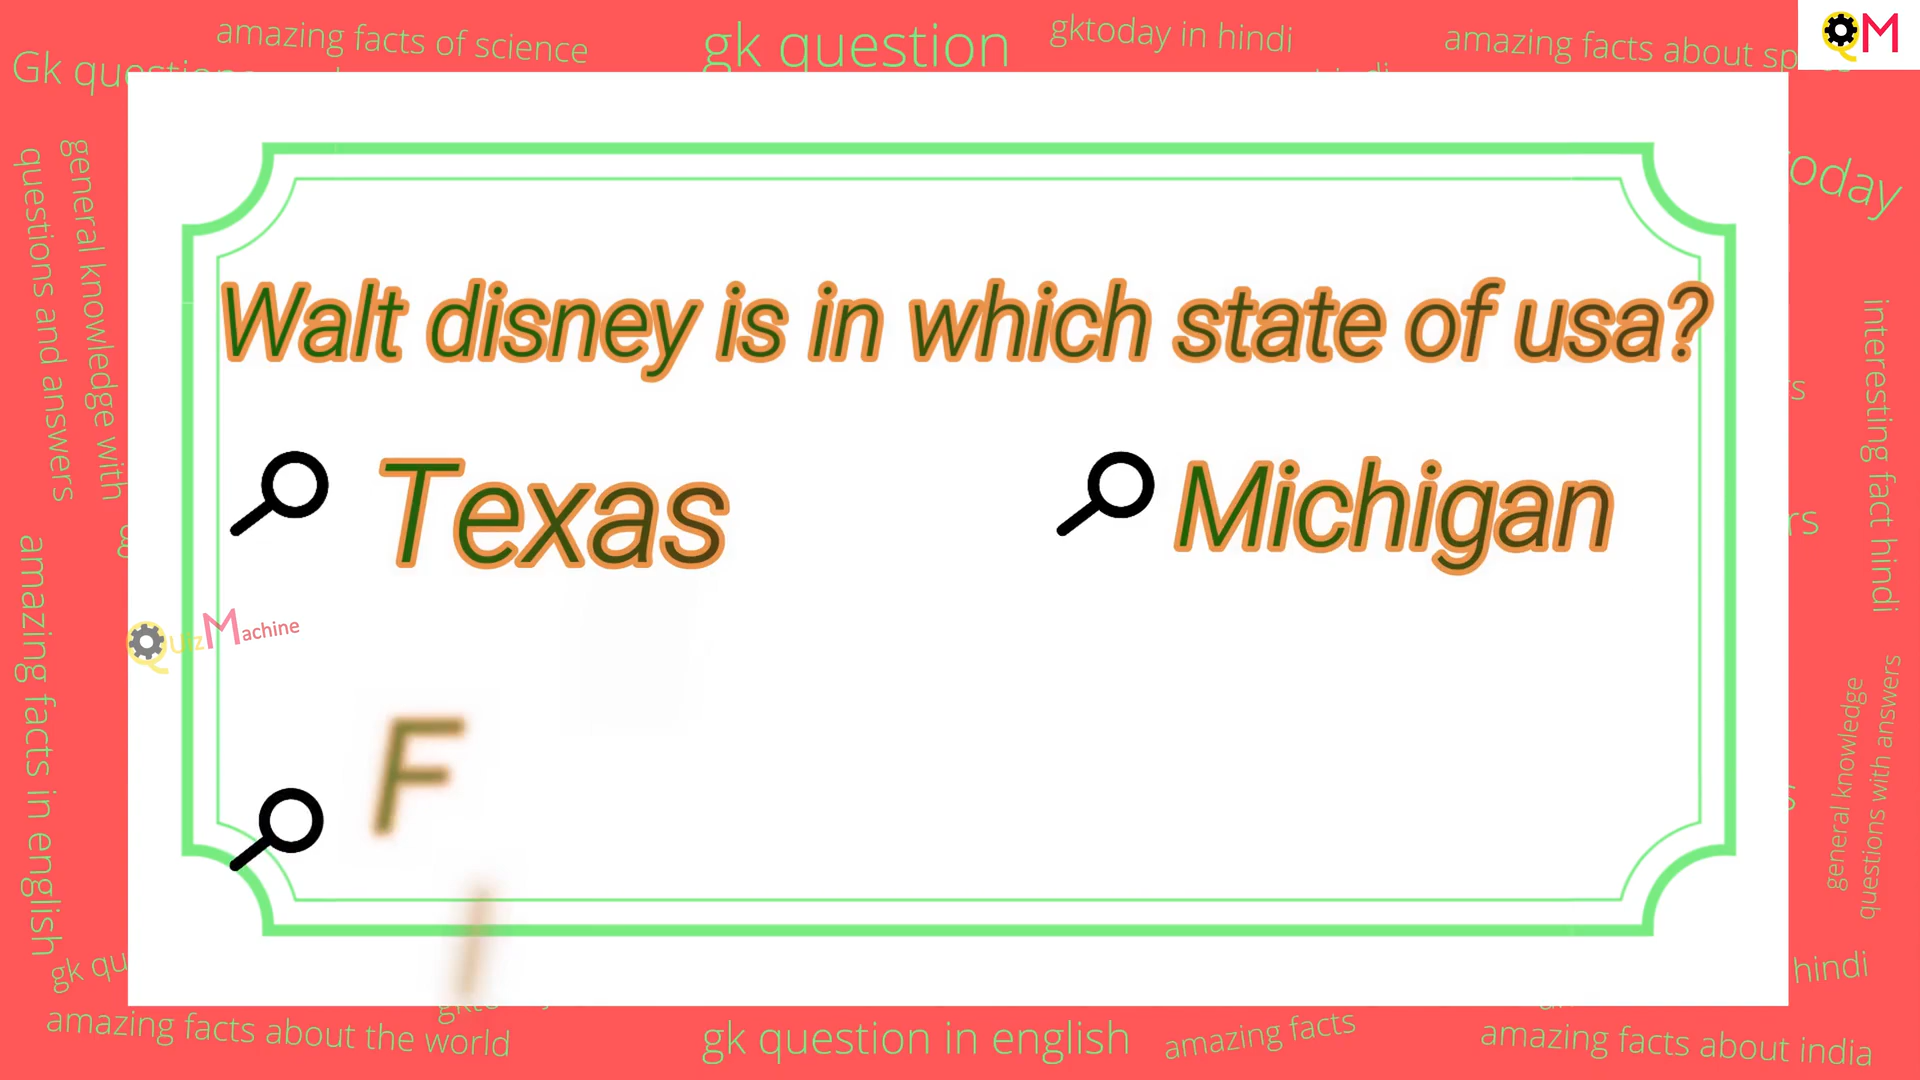 amazing facts of science
gk question
gktoday in hindi
amazing facts about
QM
Gk
general knowledge with
questions and answers
Walt disney is in which state of usa?
Texas
Michigan
interesting fact hindi
QuizMachine
F
l
amazing facts in english
general knowledge
questions with answers
gk
hindi
amazing facts about the world
gk question in english
amazing facts
amazing facts about india